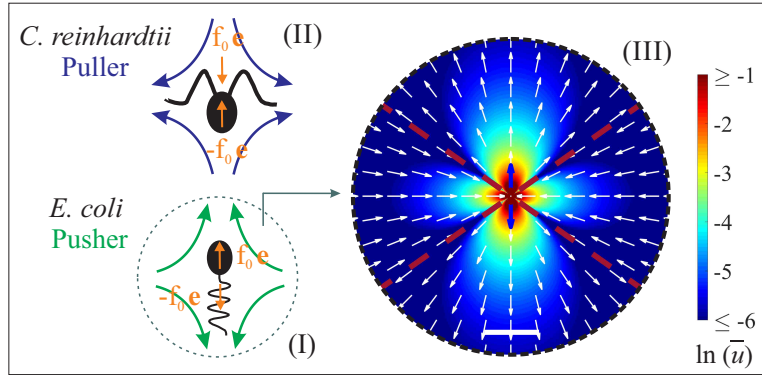 C. reinhardtii
Puller
f₀ e
(II)
-f₀ e
E. coli
Pusher
f₀ e
-f₀ e
(I)
(III)
≥ -1
-2
-3
-4
-5
≤ -6
ln (u̅)